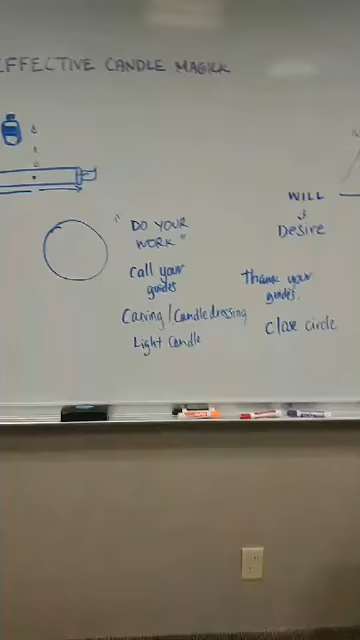 EFFECTIVE CANDLE MAGICK
WILL
Desire
"DO YOUR
WORK"
Call your
guides
Carving/Candle dressing
Light Candle
Thank your
guides.
Close circle